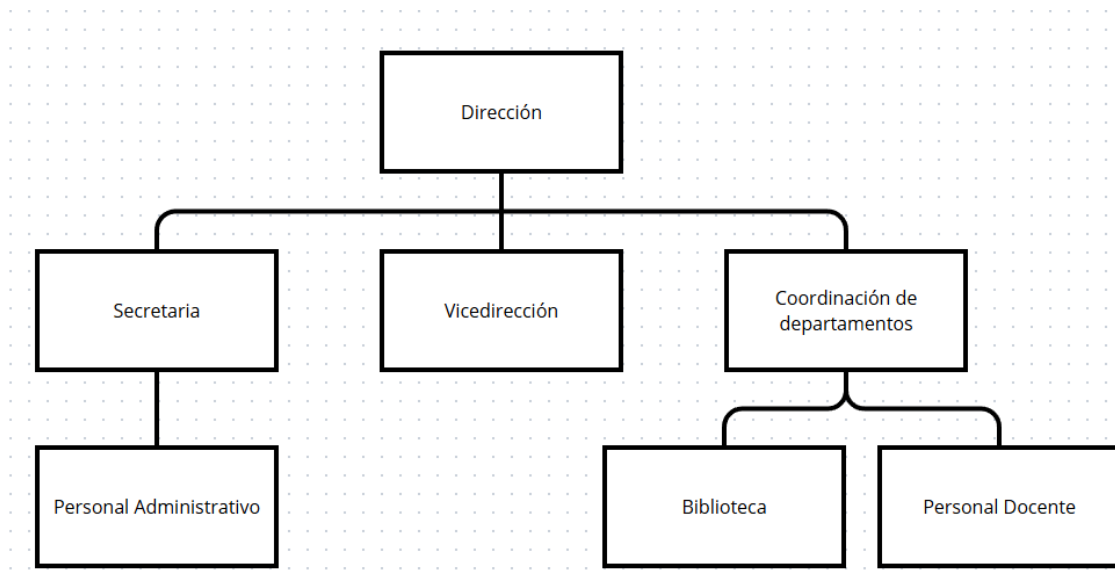 Dirección
Secretaria
Vicedirección
Coordinación de
departamentos
Personal Administrativo
Biblioteca
Personal Docente